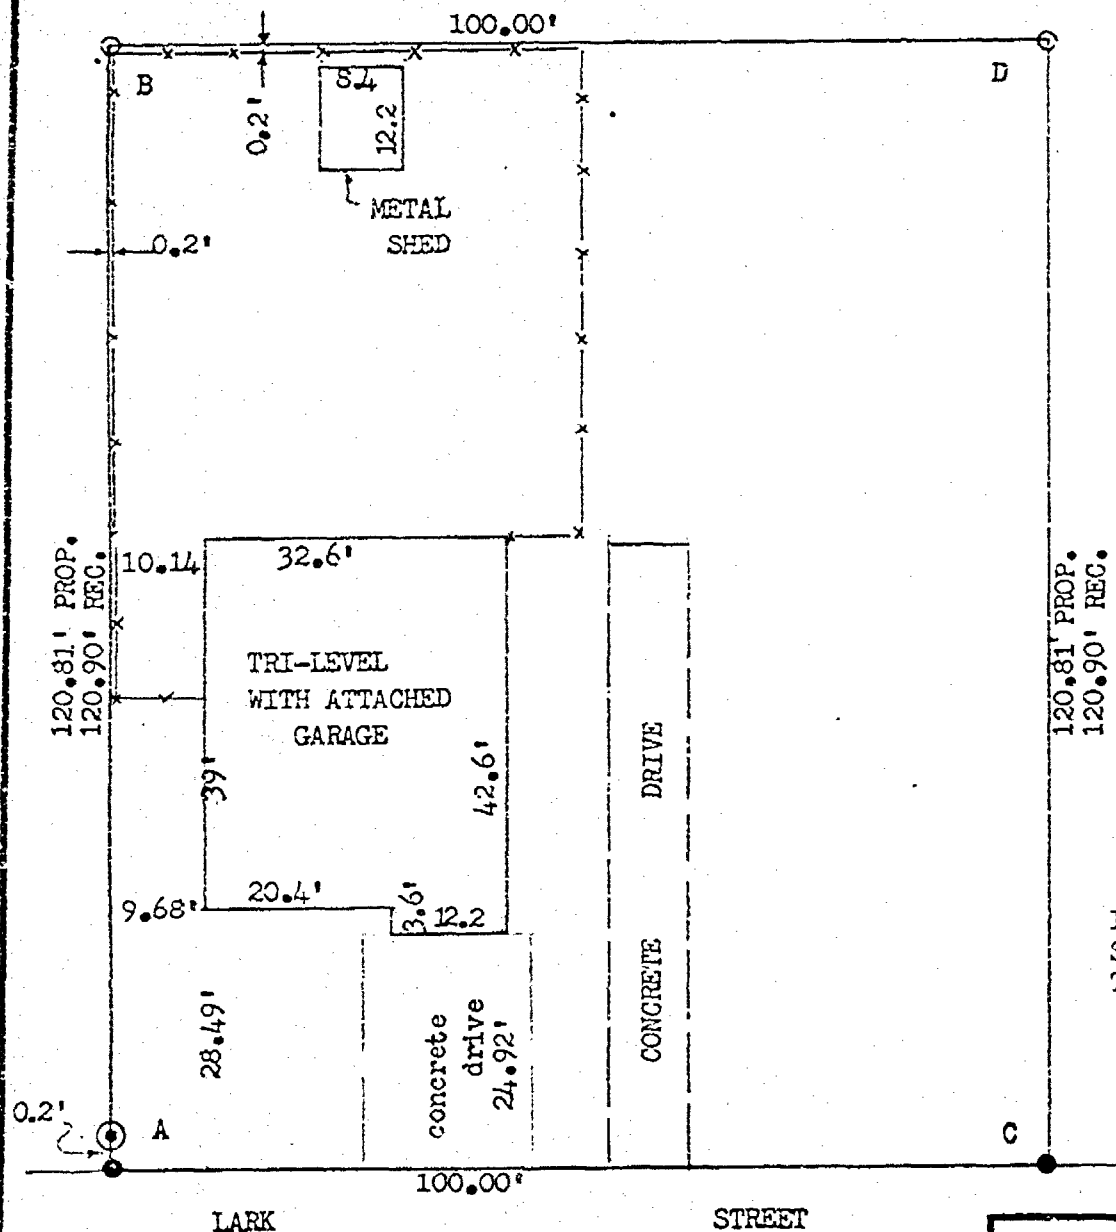 100.00'
B
D
8.4
12.2
0.2'
METAL
SHED
0.2'
120.81' PROP.
120.90' REC.
10.14
32.6'
120.81' PROP.
120.90' REC.
TRI-LEVEL
WITH ATTACHED
GARAGE
39'
42.6'
DRIVE
CONCRETE
9.68'
20.4'
3.6'
12.2
28.49'
concrete
drive
24.92'
0.2'
A
C
100.00'
LARK STREET